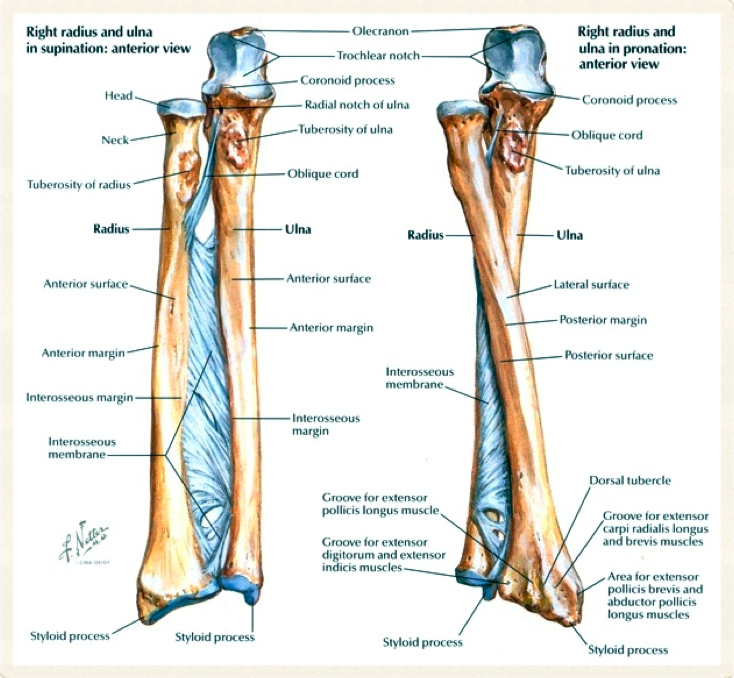 Right radius and ulna
in supination: anterior view
Olecranon
Trochlear notch
Coronoid process
Head
Radial notch of ulna
Neck
Tuberosity of ulna
Tuberosity of radius
Oblique cord
Radius
Ulna
Anterior surface
Anterior surface
Anterior margin
Anterior margin
Interosseous margin
Interosseous
margin
Interosseous
membrane
F. Netter
M.D.
Styloid process
Styloid process
Right radius and
ulna in pronation:
anterior view
Coronoid process
Oblique cord
Tuberosity of ulna
Radius
Ulna
Lateral surface
Posterior margin
Posterior surface
Interosseous
membrane
Dorsal tubercle
Groove for extensor
pollicis longus muscle
Groove for extensor
carpi radialis longus
and brevis muscles
Groove for extensor
digitorum and extensor
indicis muscles
Area for extensor
pollicis brevis and
abductor pollicis
longus muscles
Styloid process
Styloid process